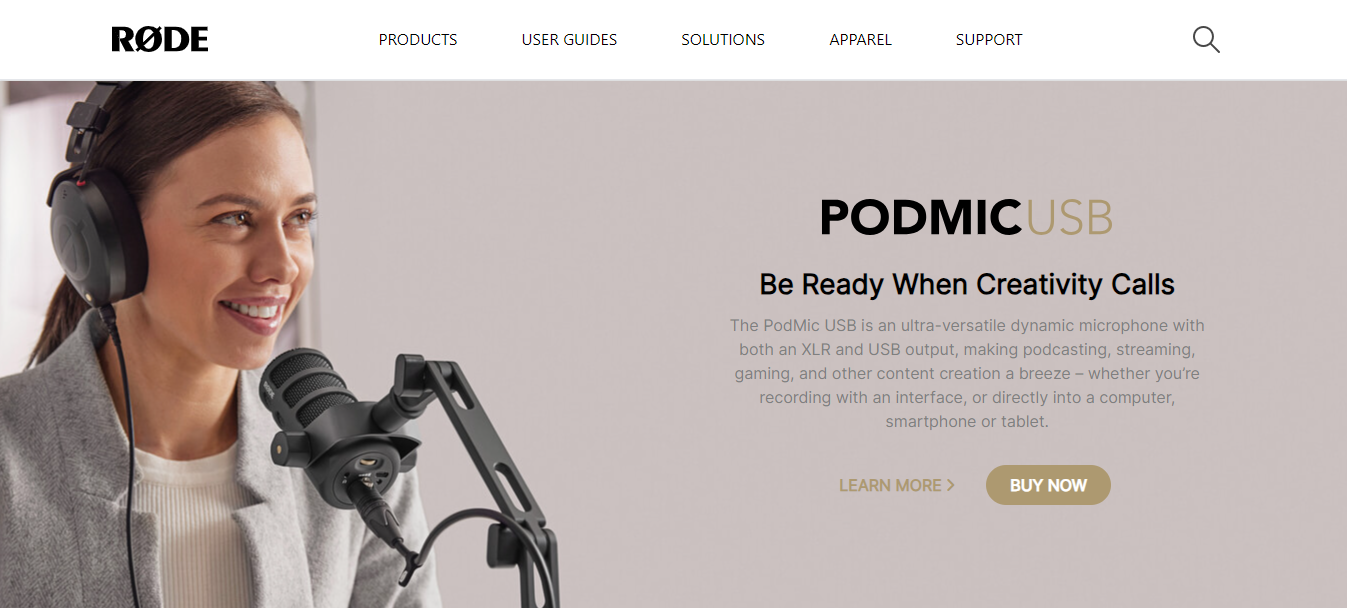 RØDE
PRODUCTS
USER GUIDES
SOLUTIONS
APPAREL
SUPPORT
PODMICUSB
Be Ready When Creativity Calls
The PodMic USB is an ultra-versatile dynamic microphone with
both an XLR and USB output, making podcasting, streaming,
gaming, and other content creation a breeze – whether you’re
recording with an interface, or directly into a computer,
smartphone or tablet.
LEARN MORE >
BUY NOW